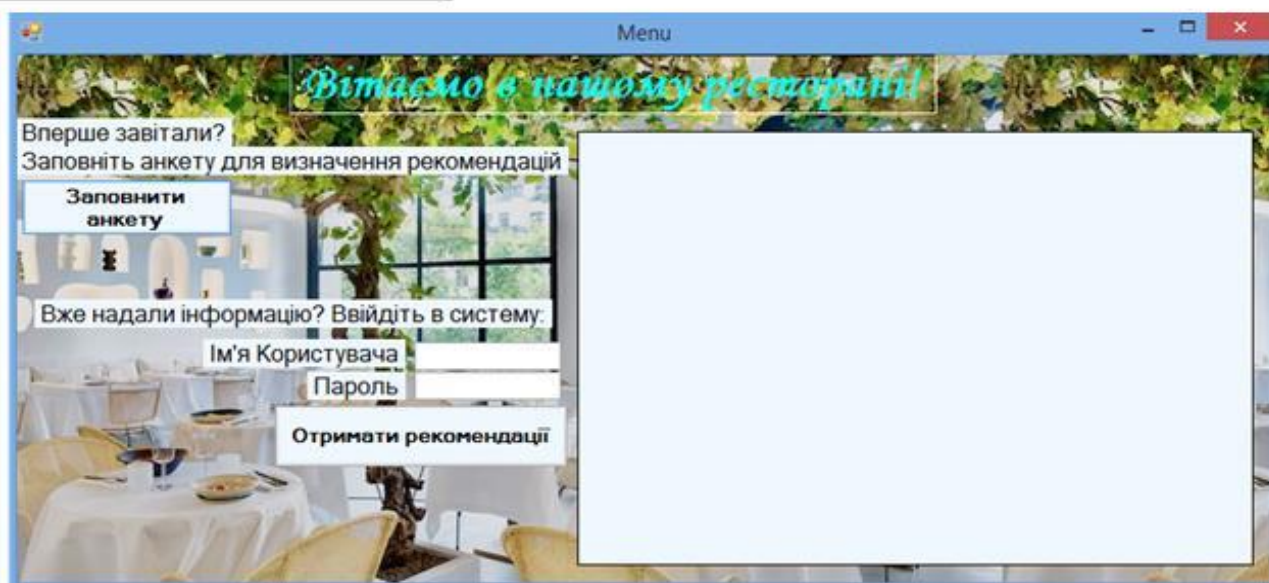 Menu
Вітаємо в нашому ресторані!
Вперше завітали?
Заповніть анкету для визначення рекомендацій
Заповнити
анкету
Вже надали інформацію? Ввійдіть в систему:
Ім'я Користувача
Пароль
Отримати рекомендації